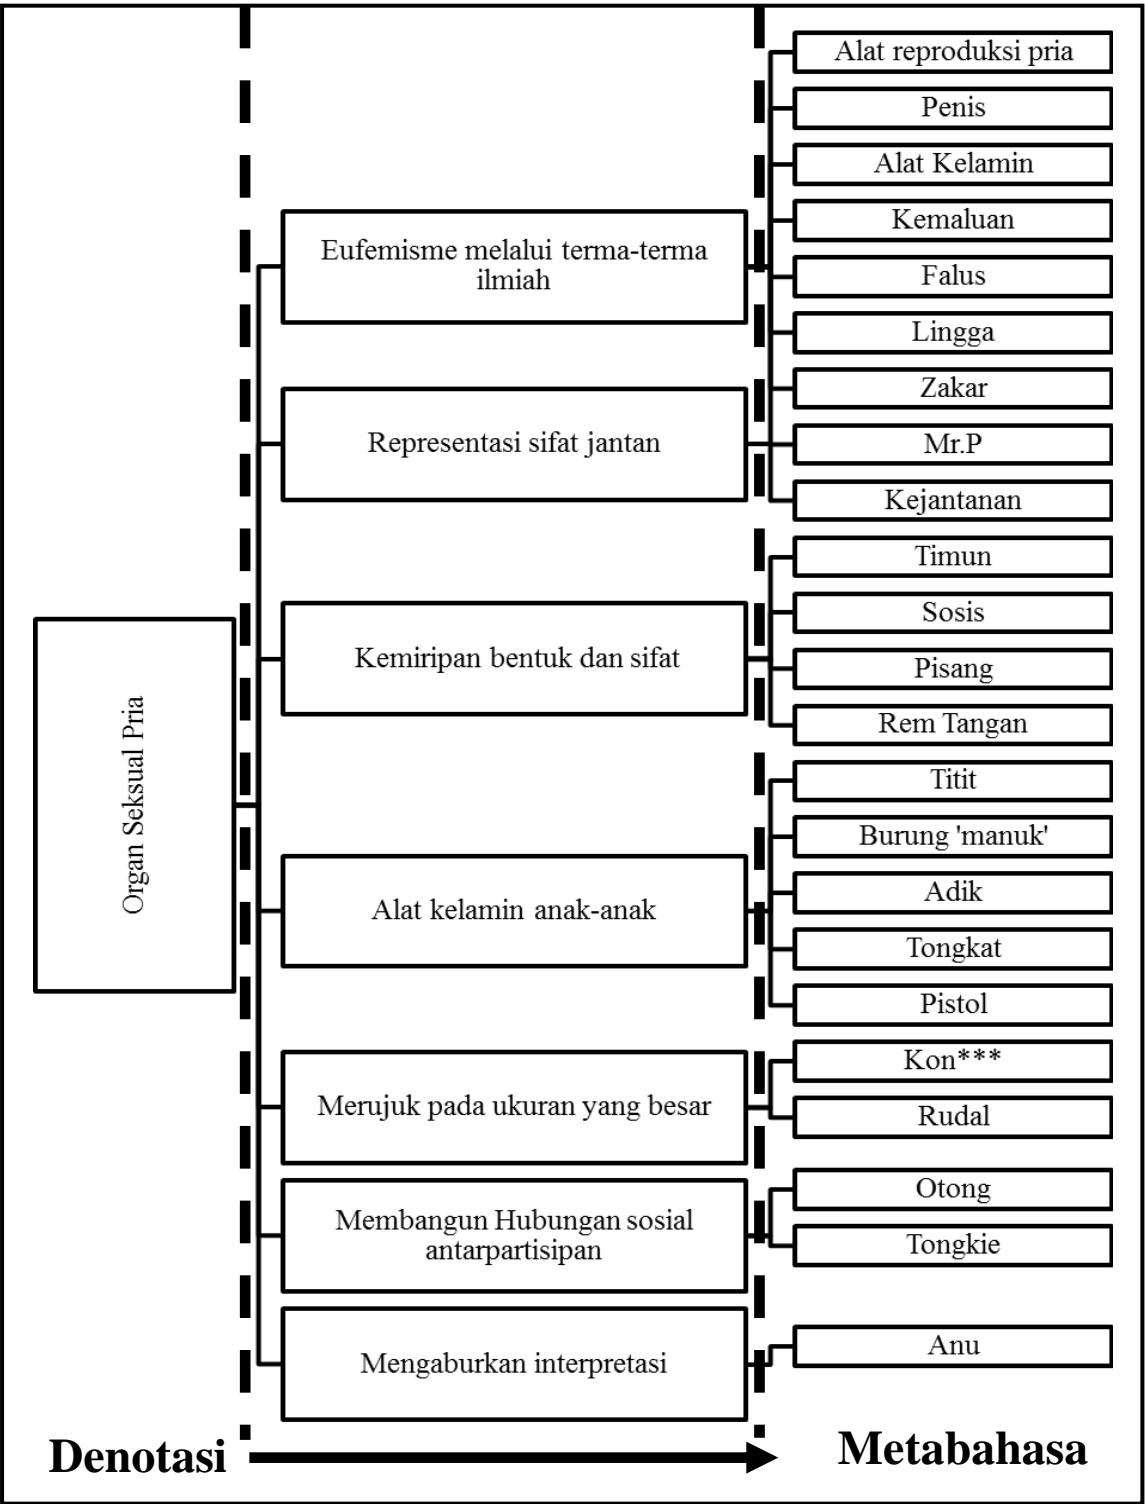 Organ Seksual Pria
Eufemisme melalui terma-terma
ilmiah
Representasi sifat jantan
Kemiripan bentuk dan sifat
Alat kelamin anak-anak
Merujuk pada ukuran yang besar
Membangun Hubungan sosial
antarpartisipan
Mengaburkan interpretasi
Alat reproduksi pria
Penis
Alat Kelamin
Kemaluan
Falus
Lingga
Zakar
Mr.P
Kejantanan
Timun
Sosis
Pisang
Rem Tangan
Titit
Burung 'manuk'
Adik
Tongkat
Pistol
Kon***
Rudal
Otong
Tongkie
Anu
Denotasi
Metabahasa